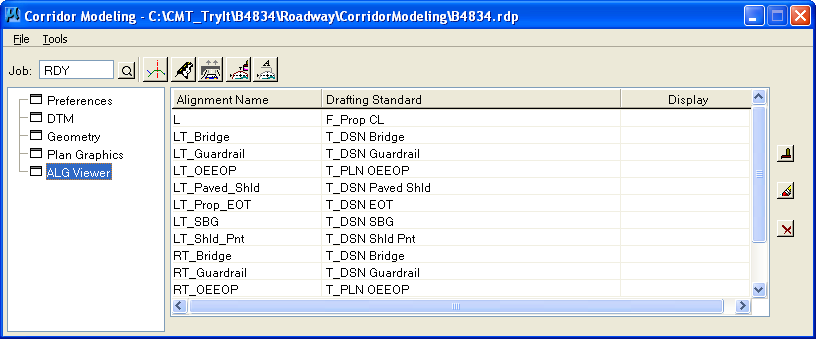 Corridor Modeling - C:\CMT_TryIt\B4834\Roadway\CorridorModeling\B4834.rdp
File Tools
Job: RDY
Preferences
DTM
Geometry
Plan Graphics
ALG Viewer
Alignment Name Drafting Standard Display
L F_Prop CL
LT_Bridge T_DSN Bridge
LT_Guardrail T_DSN Guardrail
LT_OEEOP T_PLN OEEOP
LT_Paved_Shld T_DSN Paved Shld
LT_Prop_EOT T_DSN EOT
LT_SBG T_DSN SBG
LT_Shld_Pnt T_DSN Shld Pnt
RT_Bridge T_DSN Bridge
RT_Guardrail T_DSN Guardrail
RT_OEEOP T_PLN OEEOP